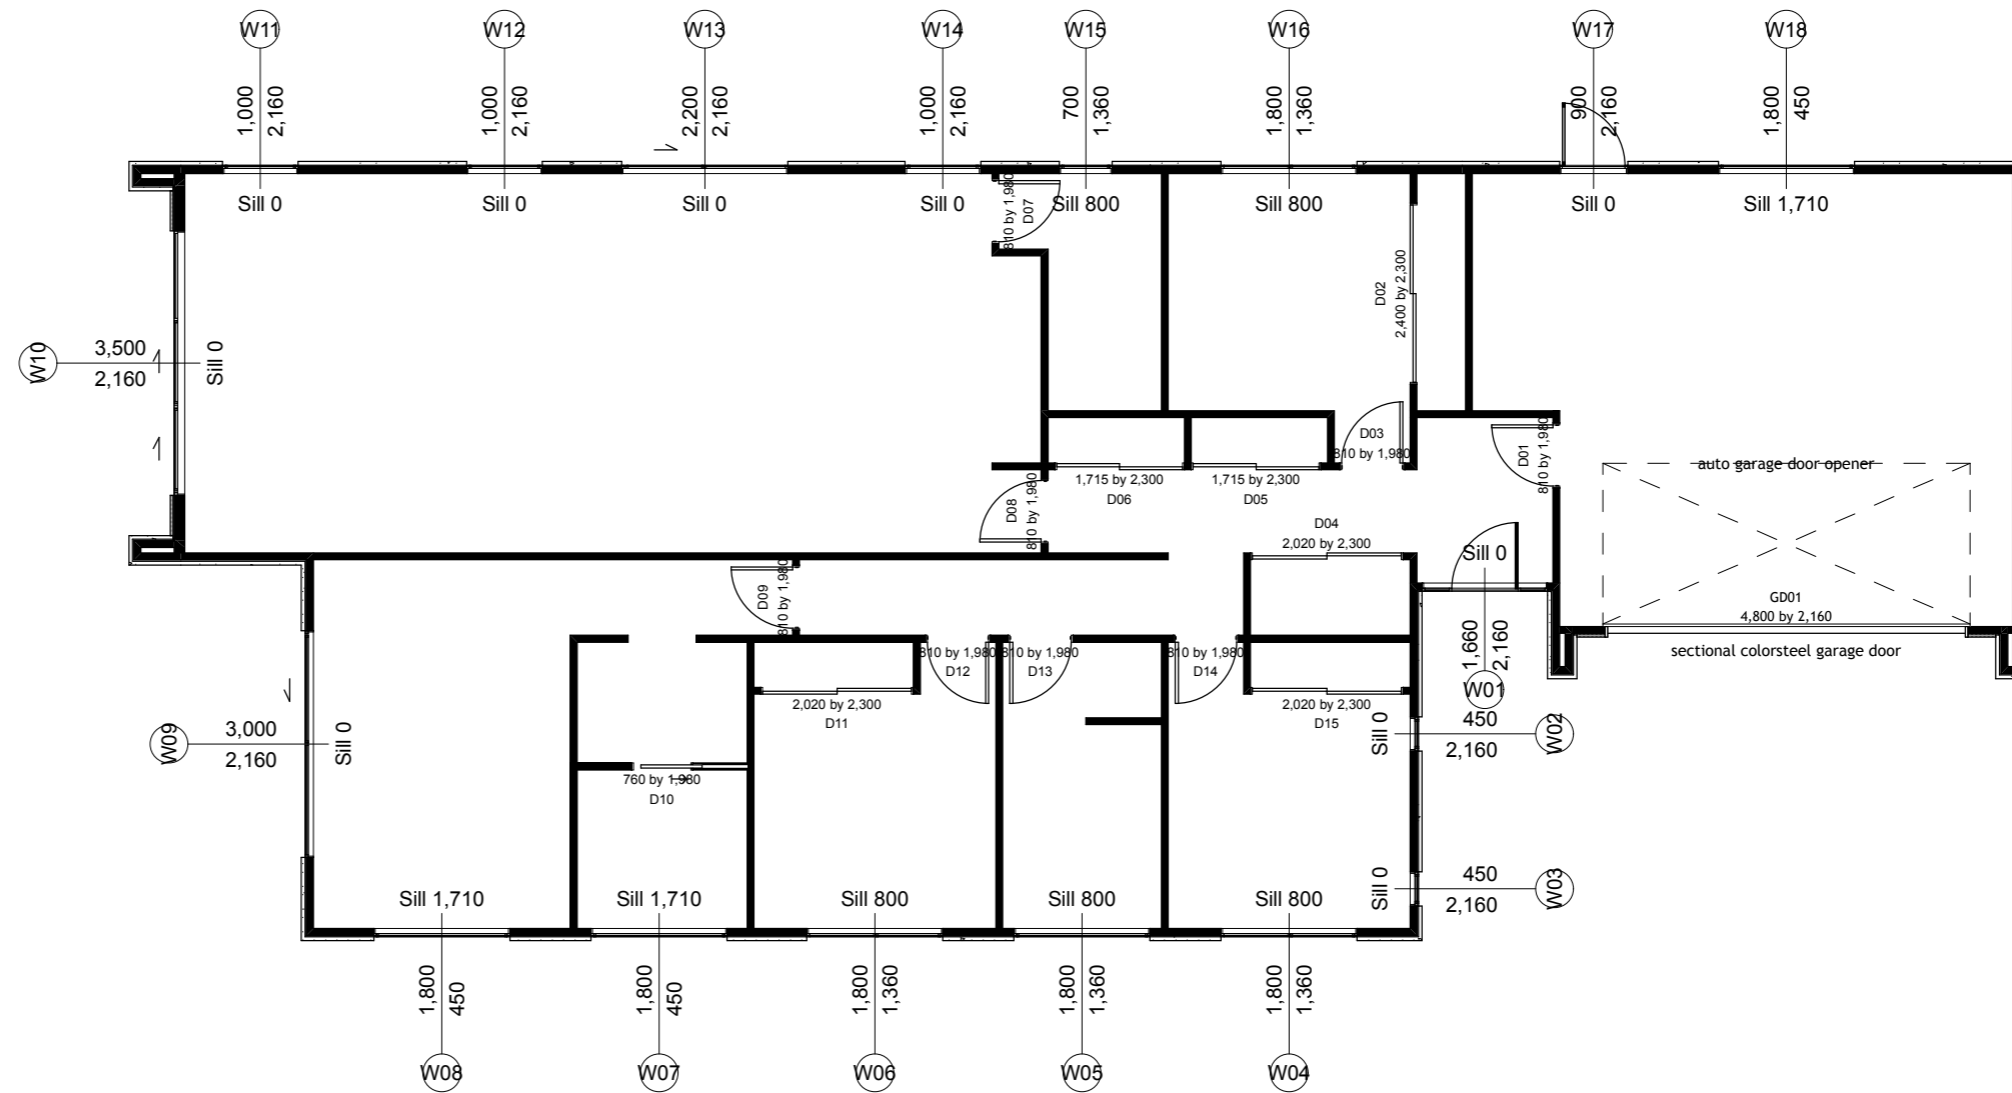 W11
W12
W13
W14
W15
W16
W17
W18
1,000
2,160
1,000
2,160
2,200
2,160
1,000
2,160
700
1,360
1,800
1,360
900
2,160
1,800
450
Sill 0
Sill 0
Sill 0
Sill 0
Sill 800
Sill 800
Sill 0
Sill 1,710
810 by 1,980
D07
D02
2,400 by 2,300
W10
3,500
2,160
Sill 0
D03
810 by 1,980
D01
810 by 1,980
auto garage door opener
1,715 by 2,300
D06
1,715 by 2,300
D05
D08
810 by 1,980
D04
2,020 by 2,300
Sill 0
D09
810 by 1,980
GD01
4,800 by 2,160
sectional colorsteel garage door
1,660
2,160
W01
810 by 1,980
D12
810 by 1,980
D13
810 by 1,980
D14
2,020 by 2,300
D11
2,020 by 2,300
D15
W09
3,000
2,160
Sill 0
Sill 0
450
2,160
W02
760 by 1,980
D10
Sill 0
450
2,160
W03
Sill 1,710
Sill 1,710
Sill 800
Sill 800
Sill 800
1,800
450
1,800
450
1,800
1,360
1,800
1,360
1,800
1,360
W08
W07
W06
W05
W04